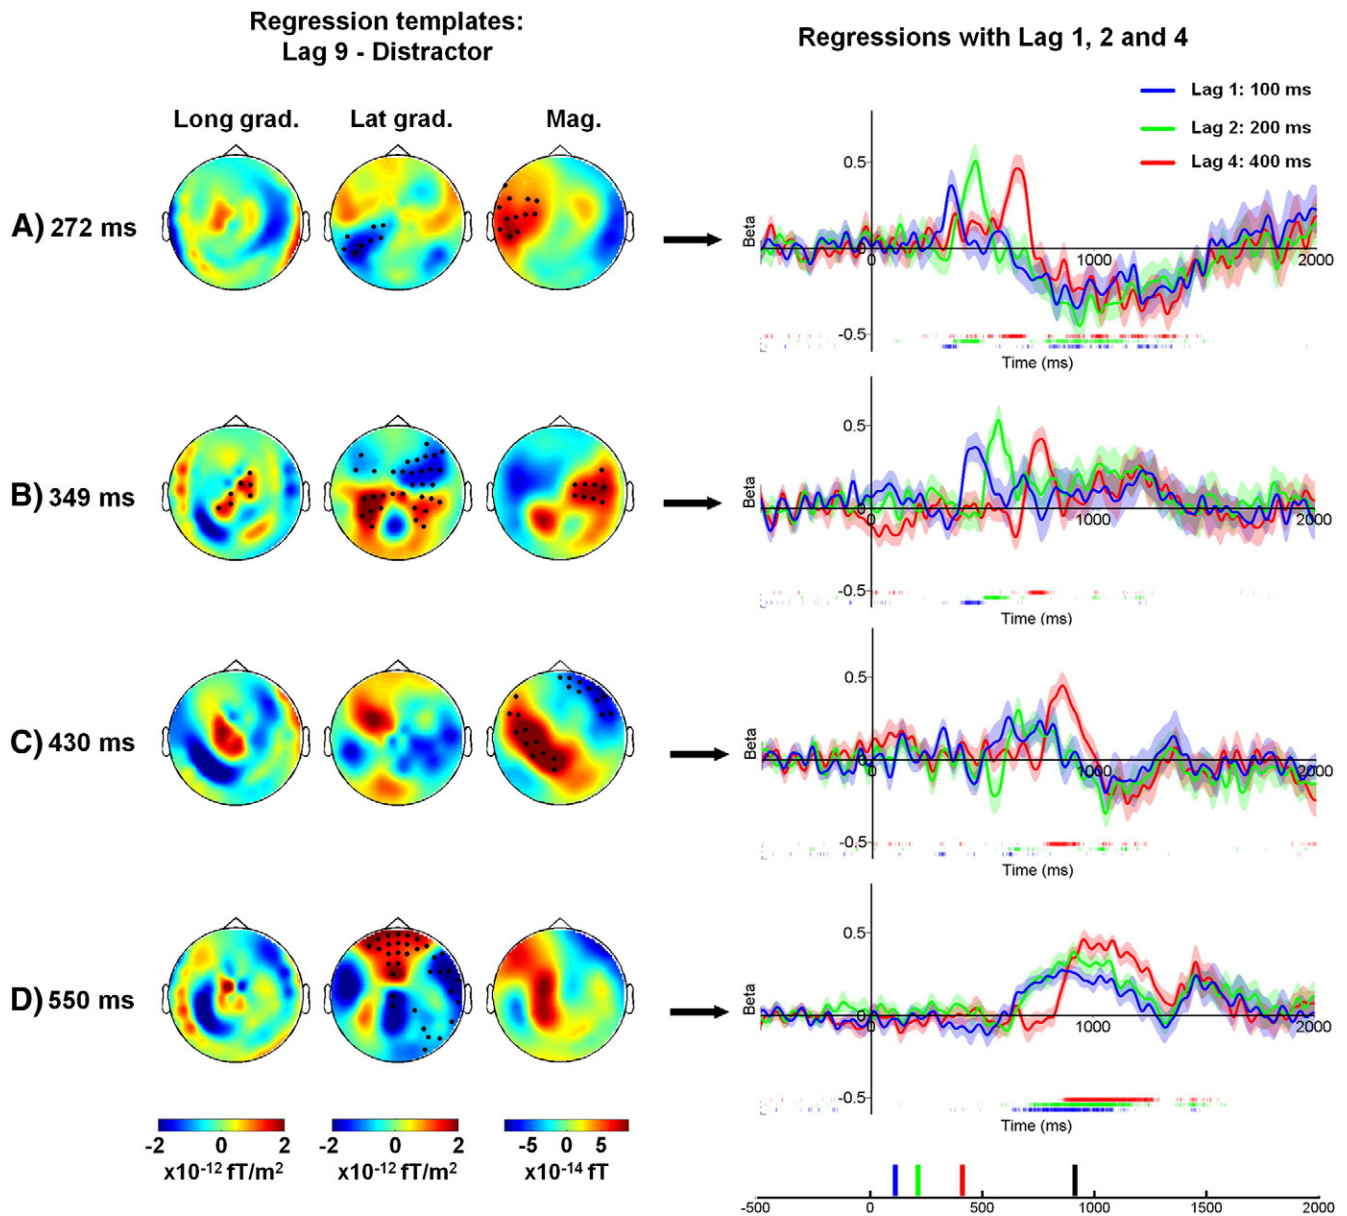 Regression templates:
Lag 9 - Distractor
Regressions with Lag 1, 2 and 4
Long grad.
Lat grad.
Mag.
Lag 1: 100 ms
Lag 2: 200 ms
Lag 4: 400 ms
A) 272 ms
Beta
0.5
-0.5
0
1000
2000
Time (ms)
B) 349 ms
Beta
0.5
-0.5
0
1000
2000
Time (ms)
C) 430 ms
Beta
0.5
-0.5
0
1000
2000
Time (ms)
D) 550 ms
Beta
0.5
-0.5
0
1000
2000
Time (ms)
-2 0 2
x10-12 fT/m2
-2 0 2
x10-12 fT/m2
-5 0 5
x10-14 fT
-500 0 500 1000 1500 2000